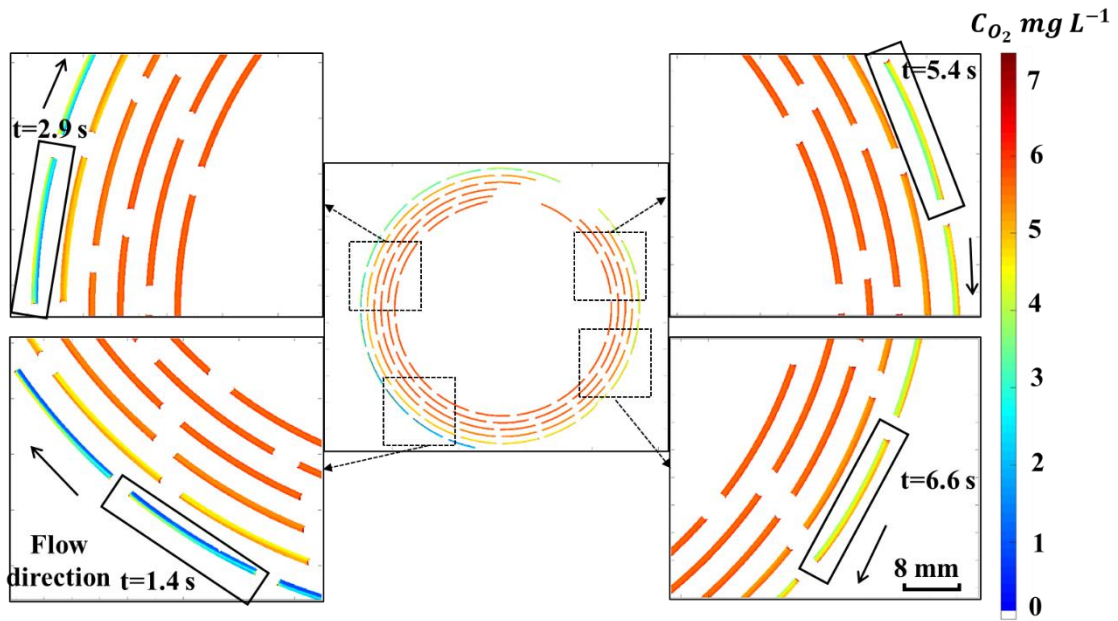 C_{O_2} mg L^{-1}
t=2.9 s
t=5.4 s
7
6
5
4
3
2
1
0
Flow
direction
t=1.4 s
t=6.6 s
8 mm